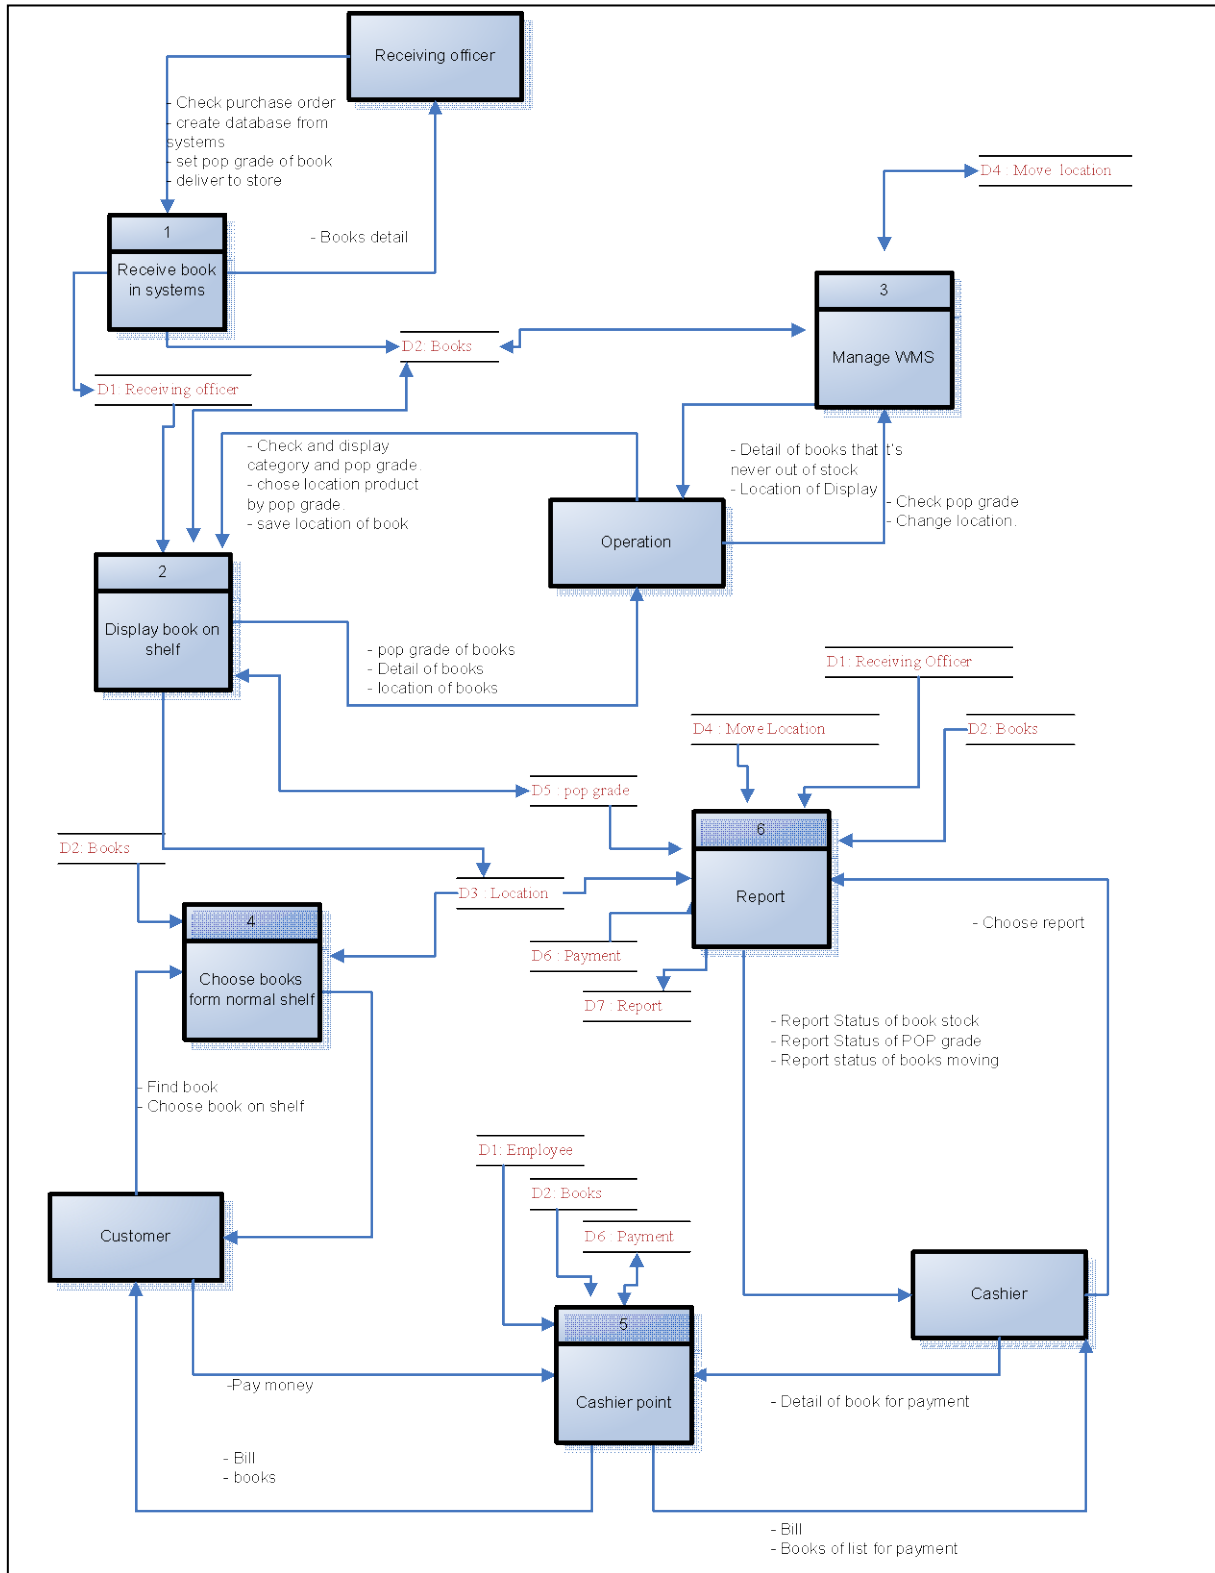 Receiving officer
- Check purchase order
- create database from
systems
- set pop grade of book
- deliver to store
D4 : Move location
1
- Books detail
Receive book
in systems
3
Manage WMS
D2: Books
D1: Receiving officer
- Check and display
category and pop grade.
- chose location product
by pop grade.
- save location of book
- Detail of books that it's
never out of stock
- Location of Display
- Check pop grade
- Change location.
Operation
2
Display book on
shelf
- pop grade of books
- Detail of books
- location of books
D1: Receiving Officer
D4 : Move Location
D2: Books
D5 : pop grade
6
Report
D2: Books
D3 : Location
- Choose report
4
Choose books
form normal shelf
D6 : Payment
D7 : Report
- Report Status of book stock
- Report Status of POP grade
- Report status of books moving
- Find book
- Choose book on shelf
D1: Employee
D2: Books
D6 : Payment
Customer
Cashier
5
Cashier point
-Pay money
- Detail of book for payment
- Bill
- books
- Bill
- Books of list for payment